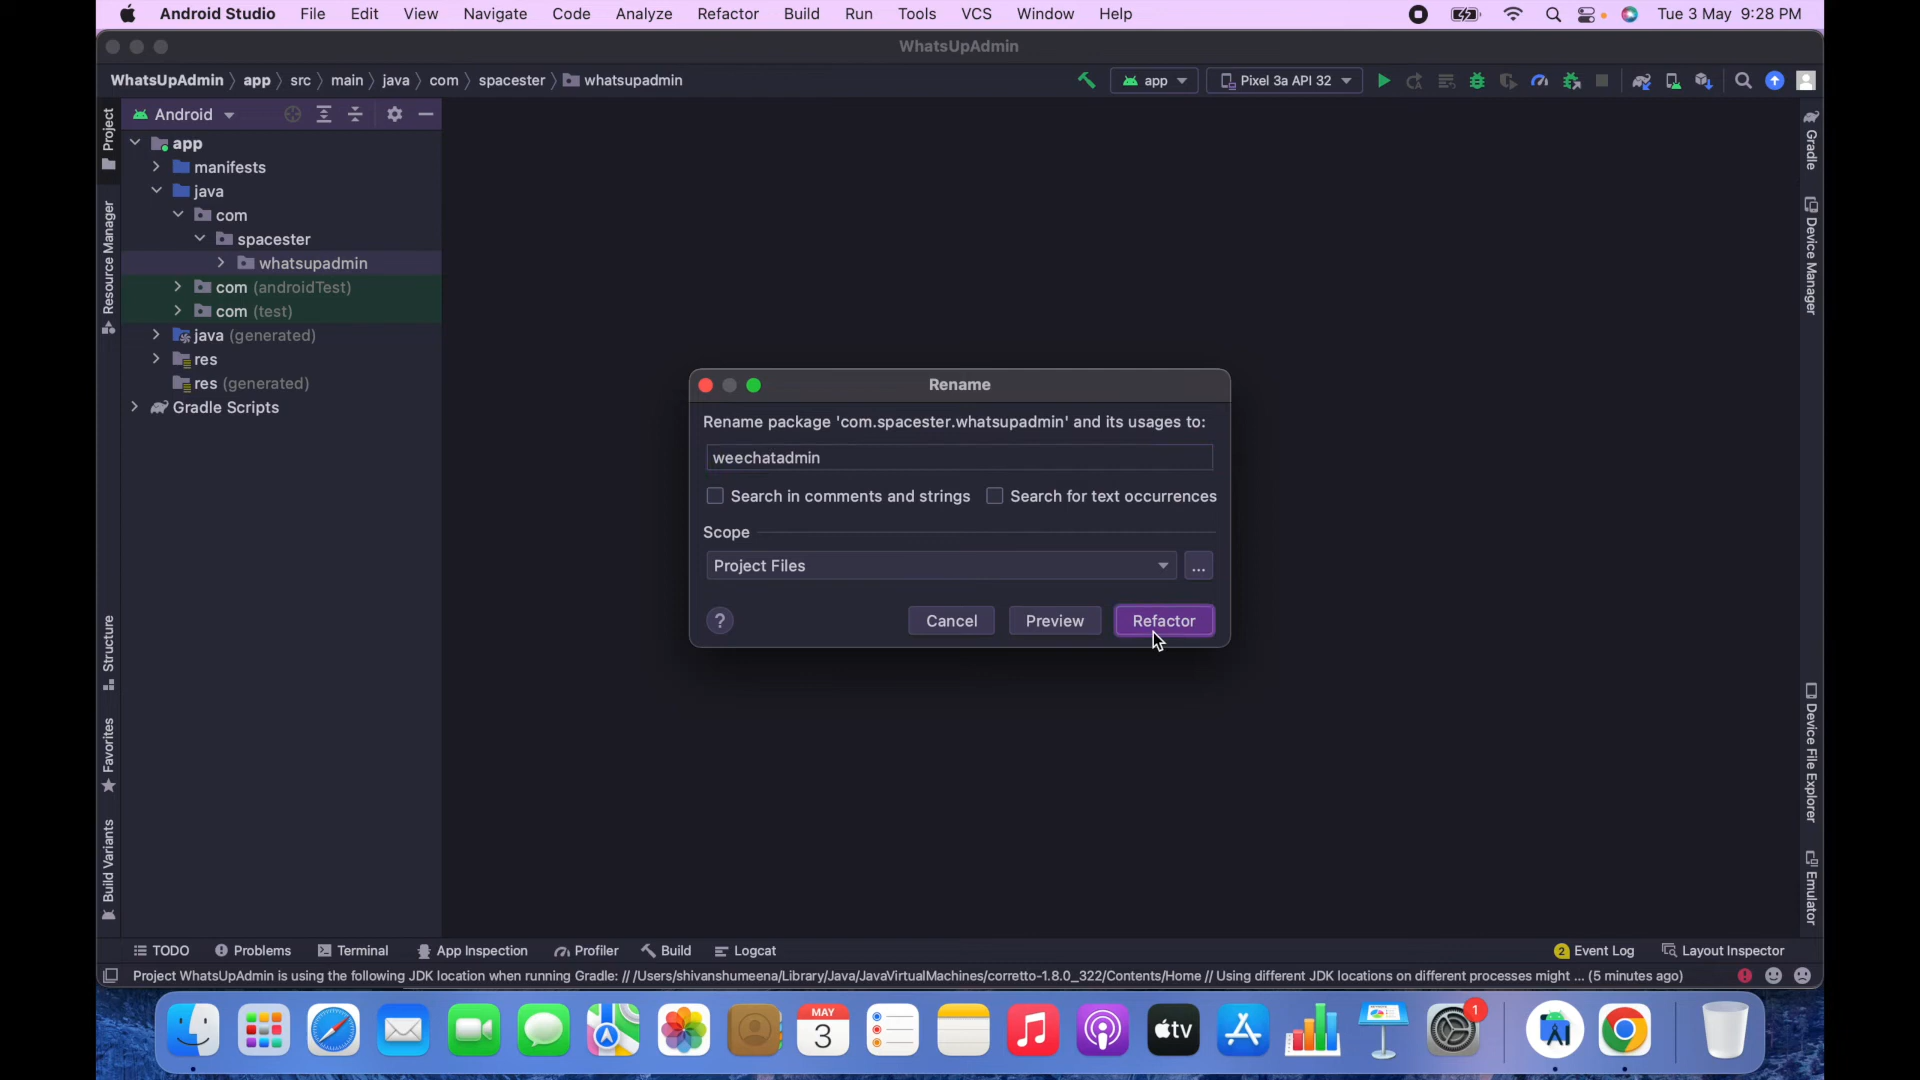 Android Studio File Edit View Navigate Code Analyze Refactor Build Run Tools VCS Window Help Tue 3 May 9:28 PM
WhatsUpAdmin
WhatsUpAdmin app src main java com spacester whatsupadmin app Pixel 3a API 32
Android
app
manifests
java
com
spacester
whatsupadmin
com (androidTest)
com (test)
java (generated)
res
res (generated)
Gradle Scripts
Project
Resource Manager
Structure
Favorites
Build Variants
Rename
Rename package 'com.spacester.whatsupadmin' and its usages to:
weechatadmin
Search in comments and strings Search for text occurrences
Scope
Project Files ...
? Cancel Preview Refactor
Gradle
Device Manager
Device File Explorer
Emulator
TODO Problems Terminal App Inspection Profiler Build Logcat 2 Event Log Layout Inspector
Project WhatsUpAdmin is using the following JDK location when running Gradle: // /Users/shivanshumeena/Library/Java/JavaVirtualMachines/corretto-1.8.0_322/Contents/Home // Using different JDK locations on different processes might ... (5 minutes ago)
MAY
3
tv
1